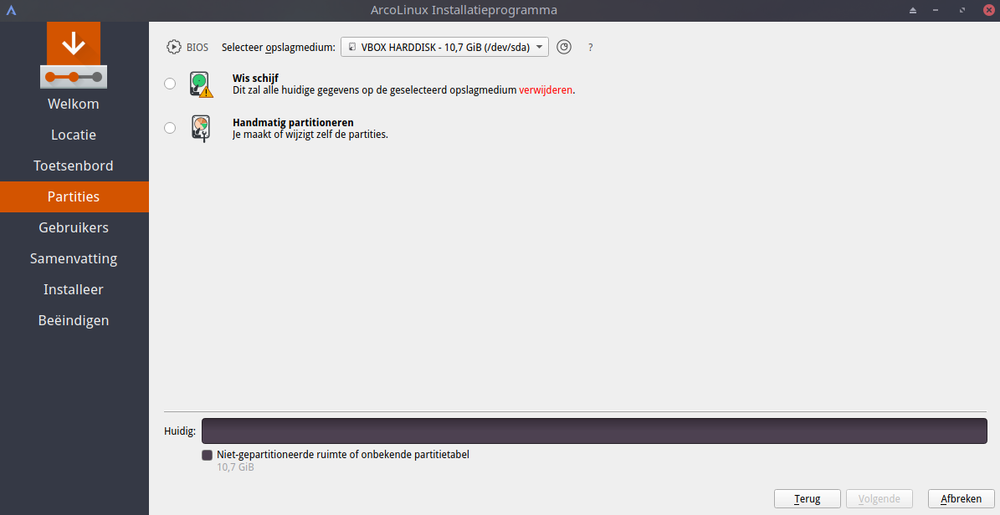 ArcoLinux Installatieprogramma
Welkom
Locatie
Toetsenbord
Partities
Gebruikers
Samenvatting
Installeer
Beëindigen
BIOS Selecteer opslagmedium: VBOX HARDDISK - 10,7 GiB (/dev/sda) ?
Wis schijf
Dit zal alle huidige gegevens op de geselecteerd opslagmedium verwijderen.
Handmatig partitioneren
Je maakt of wijzigt zelf de partities.
Huidig:
Niet-gepartitioneerde ruimte of onbekende partitietabel
10,7 GiB
Terug Volgende Afbreken